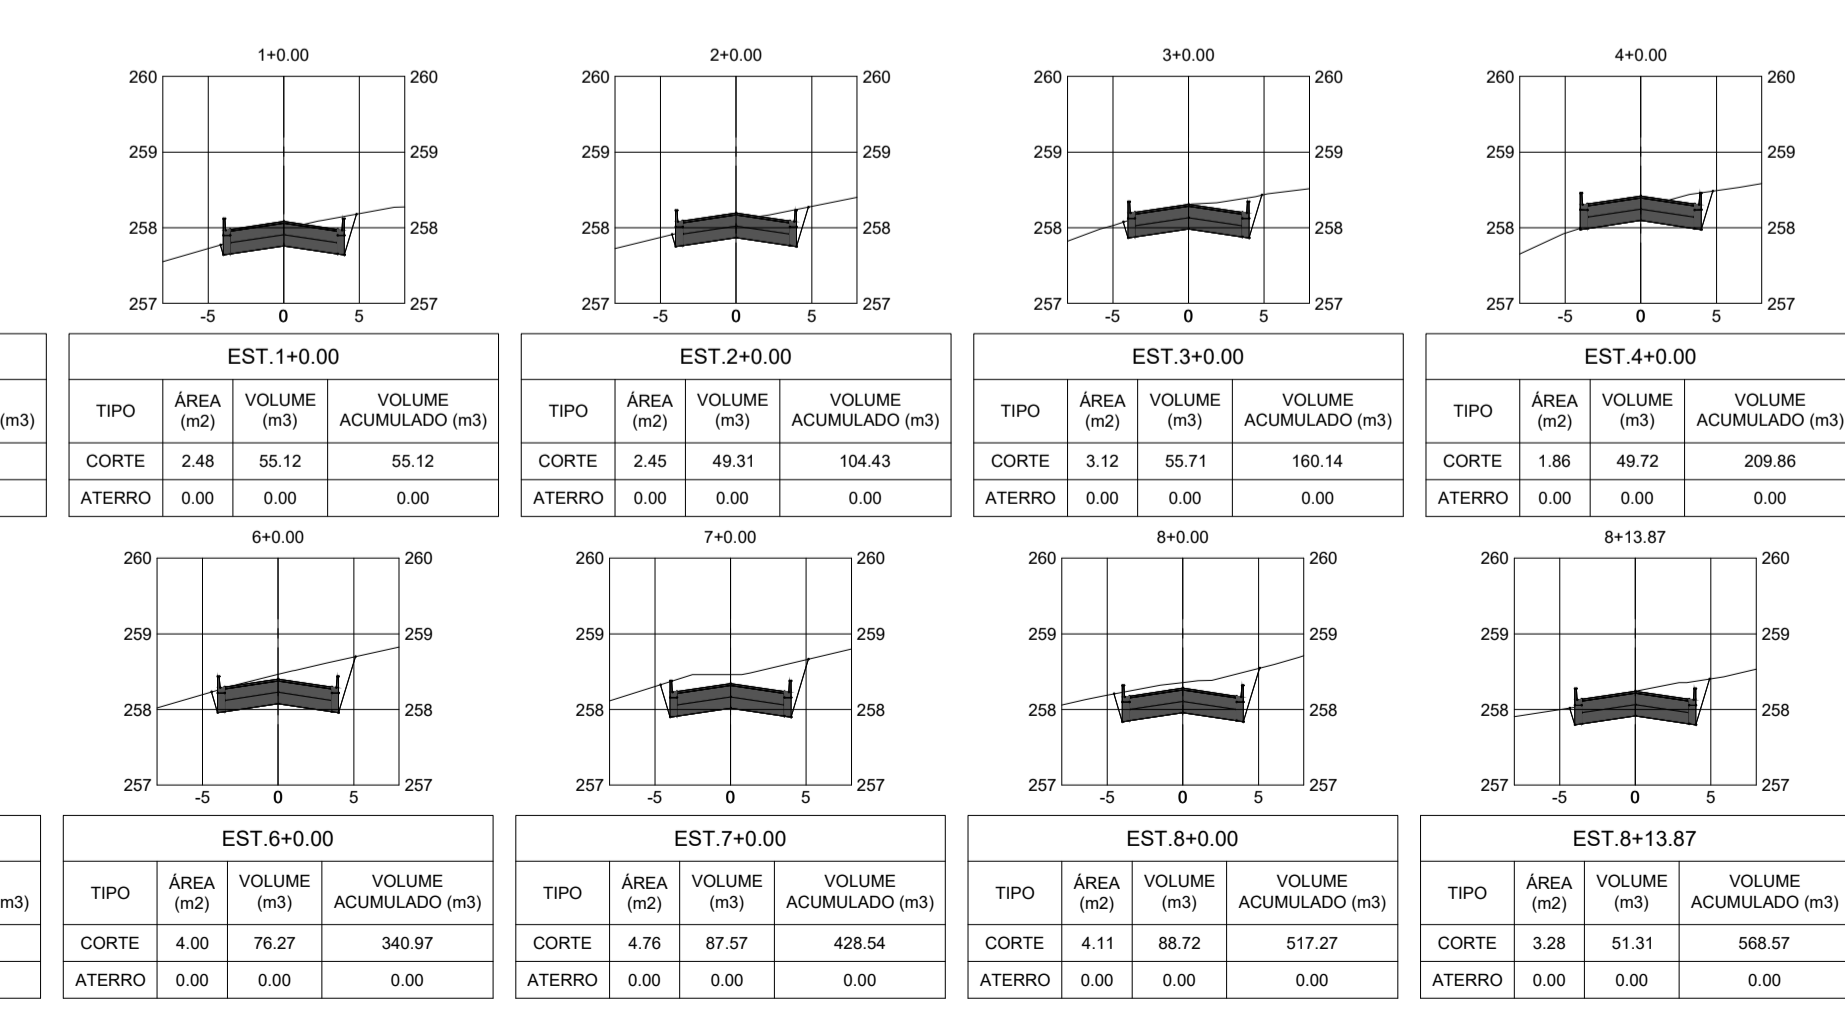 1+0.00
2+0.00
3+0.00
4+0.00
260 260 260 260 260 260 260 260
259 259 259 259 259 259 259 259
258 258 258 258 258 258 258 258
257 257 257 257 257 257 257 257
-5 0 5 -5 0 5 -5 0 5 -5 0 5
(m3)
EST.1+0.00
TIPO ÁREA (m2) VOLUME (m3) VOLUME ACUMULADO (m3)
CORTE 2.48 55.12 55.12
ATERRO 0.00 0.00 0.00
EST.2+0.00
TIPO ÁREA (m2) VOLUME (m3) VOLUME ACUMULADO (m3)
CORTE 2.45 49.31 104.43
ATERRO 0.00 0.00 0.00
EST.3+0.00
TIPO ÁREA (m2) VOLUME (m3) VOLUME ACUMULADO (m3)
CORTE 3.12 55.71 160.14
ATERRO 0.00 0.00 0.00
EST.4+0.00
TIPO ÁREA (m2) VOLUME (m3) VOLUME ACUMULADO (m3)
CORTE 1.86 49.72 209.86
ATERRO 0.00 0.00 0.00
6+0.00
7+0.00
8+0.00
8+13.87
260 260 260 260 260 260 260 260
259 259 259 259 259 259 259 259
258 258 258 258 258 258 258 258
257 257 257 257 257 257 257 257
-5 0 5 -5 0 5 -5 0 5 -5 0 5
m3)
EST.6+0.00
TIPO ÁREA (m2) VOLUME (m3) VOLUME ACUMULADO (m3)
CORTE 4.00 76.27 340.97
ATERRO 0.00 0.00 0.00
EST.7+0.00
TIPO ÁREA (m2) VOLUME (m3) VOLUME ACUMULADO (m3)
CORTE 4.76 87.57 428.54
ATERRO 0.00 0.00 0.00
EST.8+0.00
TIPO ÁREA (m2) VOLUME (m3) VOLUME ACUMULADO (m3)
CORTE 4.11 88.72 517.27
ATERRO 0.00 0.00 0.00
EST.8+13.87
TIPO ÁREA (m2) VOLUME (m3) VOLUME ACUMULADO (m3)
CORTE 3.28 51.31 568.57
ATERRO 0.00 0.00 0.00